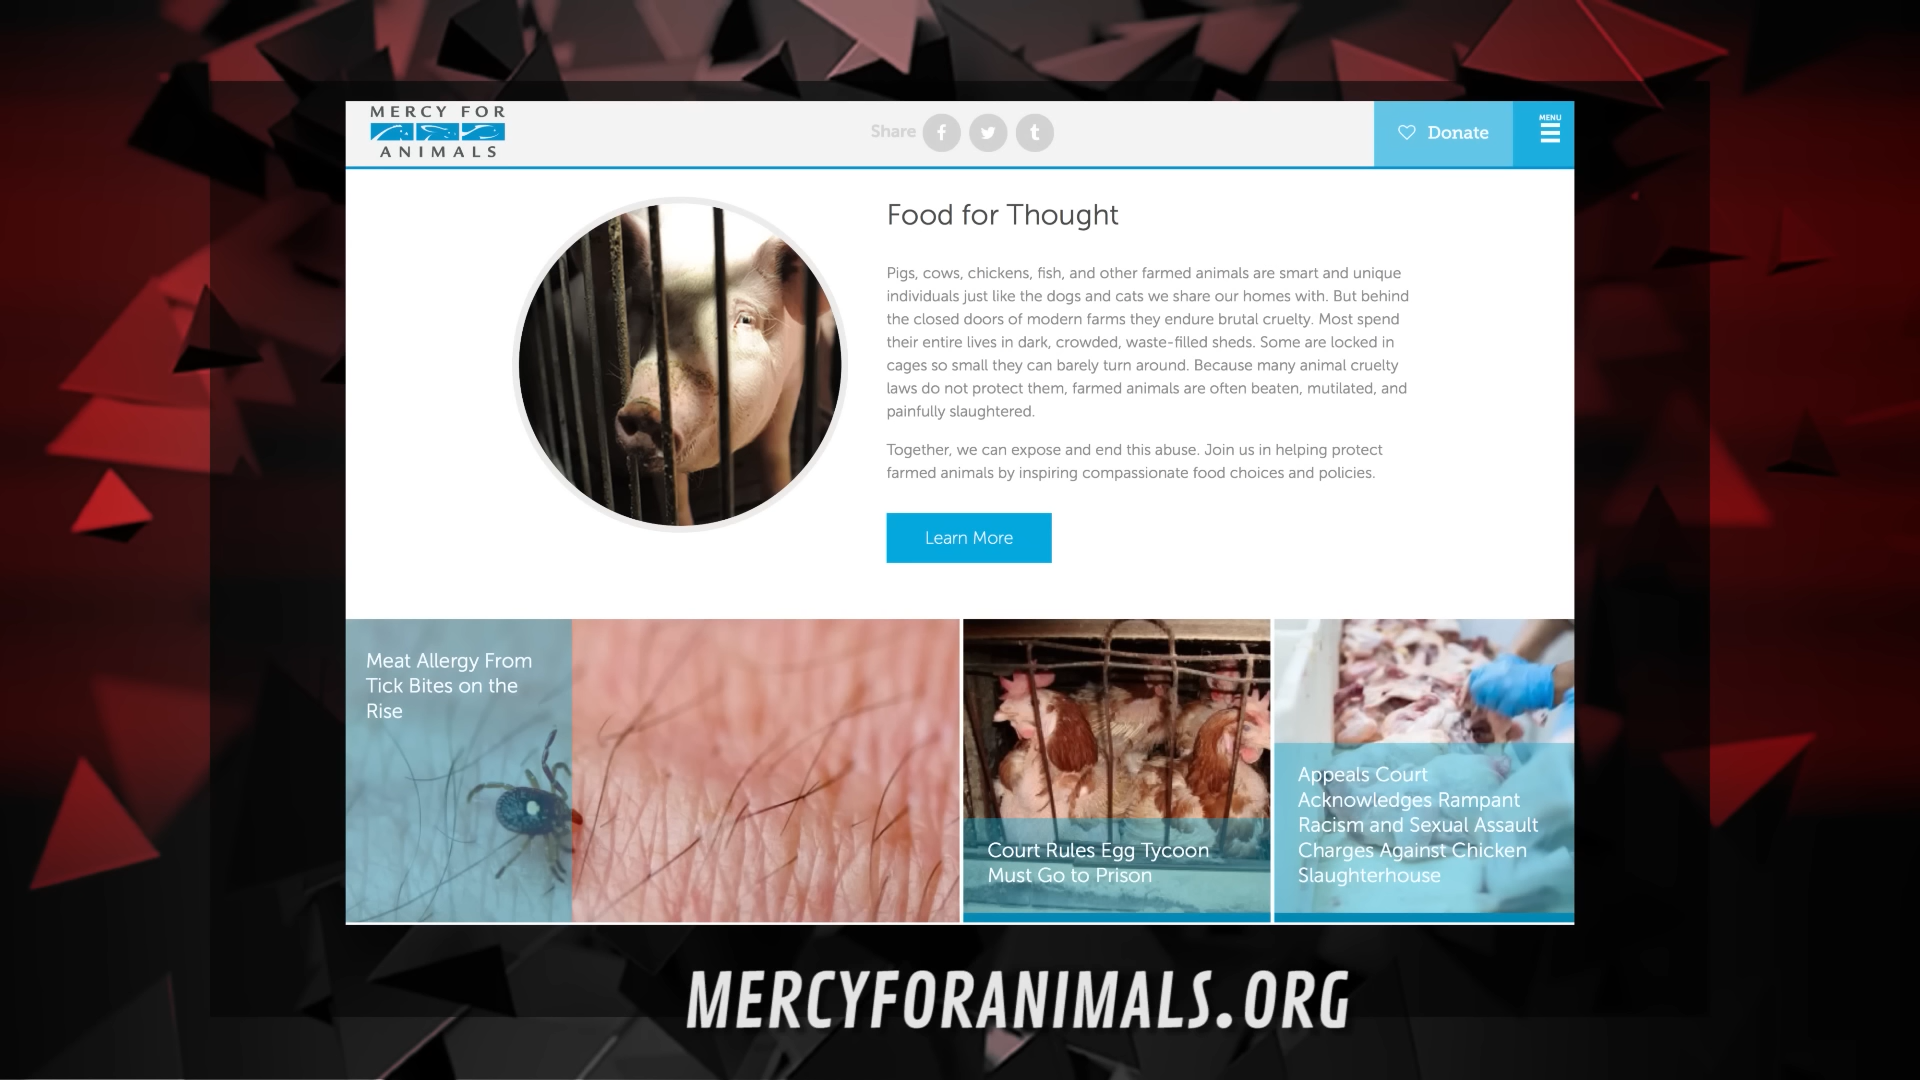 MERCY FOR
ANIMALS
Share
Donate
MENU
Food for Thought
Pigs, cows, chickens, fish, and other farmed animals are smart and unique
individuals just like the dogs and cats we share our homes with. But behind
the closed doors of modern farms they endure brutal cruelty. Most spend
their entire lives in dark, crowded, waste-filled sheds. Some are locked in
cages so small they can barely turn around. Because many animal cruelty
laws do not protect them, farmed animals are often beaten, mutilated, and
painfully slaughtered.
Together, we can expose and end this abuse. Join us in helping protect
farmed animals by inspiring compassionate food choices and policies.
Learn More
Meat Allergy From
Tick Bites on the
Rise
Court Rules Egg Tycoon
Must Go to Prison
Appeals Court
Acknowledges Rampant
Racism and Sexual Assault
Charges Against Chicken
Slaughterhouse
MERCYFORANIMALS.ORG